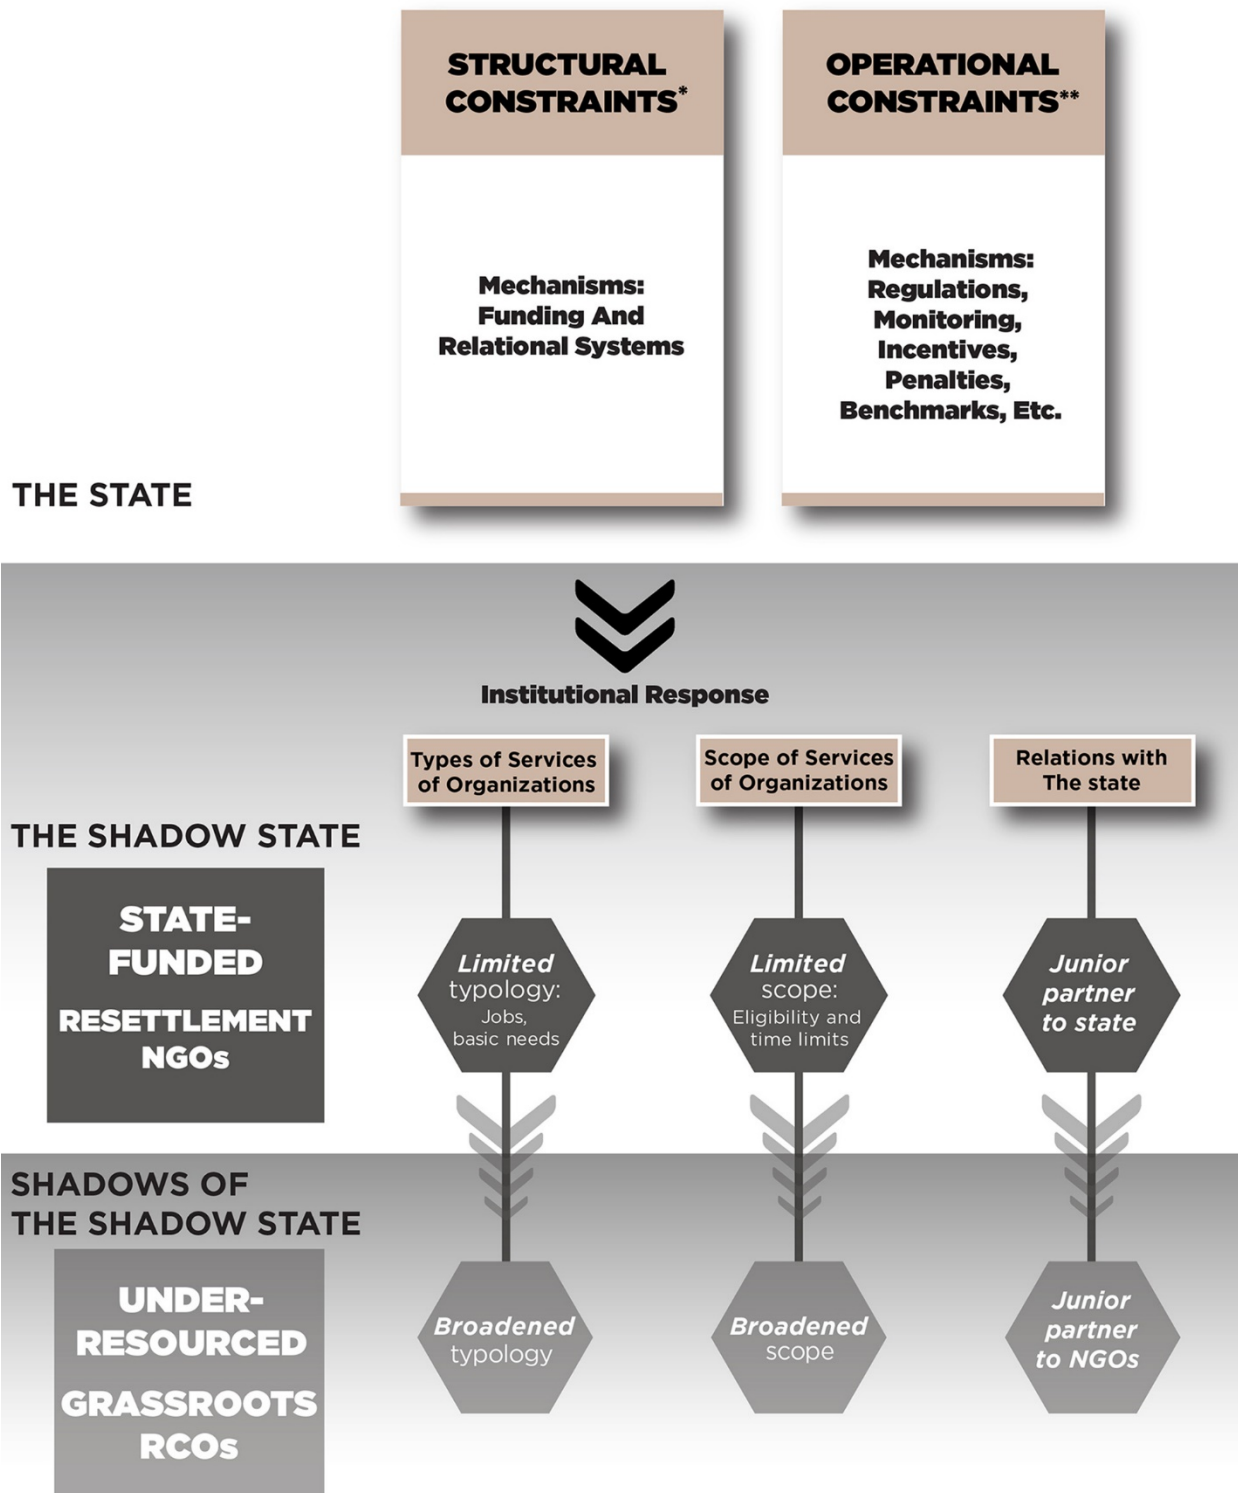 STRUCTURAL
CONSTRAINTS*
Mechanisms:
Funding And
Relational Systems
OPERATIONAL
CONSTRAINTS**
Mechanisms:
Regulations,
Monitoring,
Incentives,
Penalties,
Benchmarks, Etc.
THE STATE
Institutional Response
Types of Services
of Organizations
Scope of Services
of Organizations
Relations with
The state
THE SHADOW STATE
STATE-
FUNDED
RESETTLEMENT
NGOs
Limited
typology:
Jobs,
basic needs
Limited
scope:
Eligibility and
time limits
Junior
partner
to state
SHADOWS OF
THE SHADOW STATE
UNDER-
RESOURCED
GRASSROOTS
RCOs
Broadened
typology
Broadened
scope
Junior
partner
to NGOs